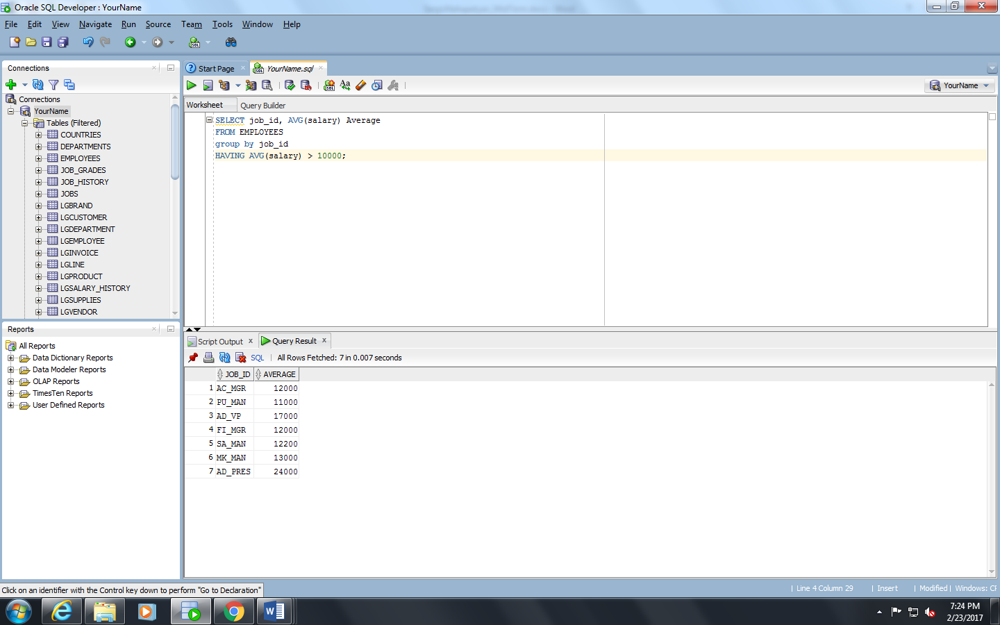 Oracle SQL Developer : YourName
File Edit View Navigate Run Source Team Tools Window Help
Connections
Connections
YourName
Tables (Filtered)
COUNTRIES
DEPARTMENTS
EMPLOYEES
JOB_GRADES
JOB_HISTORY
JOBS
LGBRAND
LGCUSTOMER
LGDEPARTMENT
LGEMPLOYEE
LGINVOICE
LGLINE
LGPRODUCT
LGSALARY_HISTORY
LGSUPPLIES
LGVENDOR
Reports
All Reports
Data Dictionary Reports
Data Modeler Reports
OLAP Reports
TimesTen Reports
User Defined Reports
Start Page YourName.sql
YourName
Worksheet Query Builder
SELECT job_id, AVG(salary) Average
FROM EMPLOYEES
group by job_id
HAVING AVG(salary) > 10000;
Script Output x Query Result x
SQL | All Rows Fetched: 7 in 0.007 seconds
JOB_ID AVERAGE
1 AC_MGR 12000
2 PU_MAN 11000
3 AD_VP 17000
4 FI_MGR 12000
5 SA_MAN 12200
6 MK_MAN 13000
7 AD_PRES 24000
Click on an identifier with the Control key down to perform "Go to Declaration"
| Line 4 Column 29 | Insert | Modified | Windows: CF
7:24 PM
2/23/2017